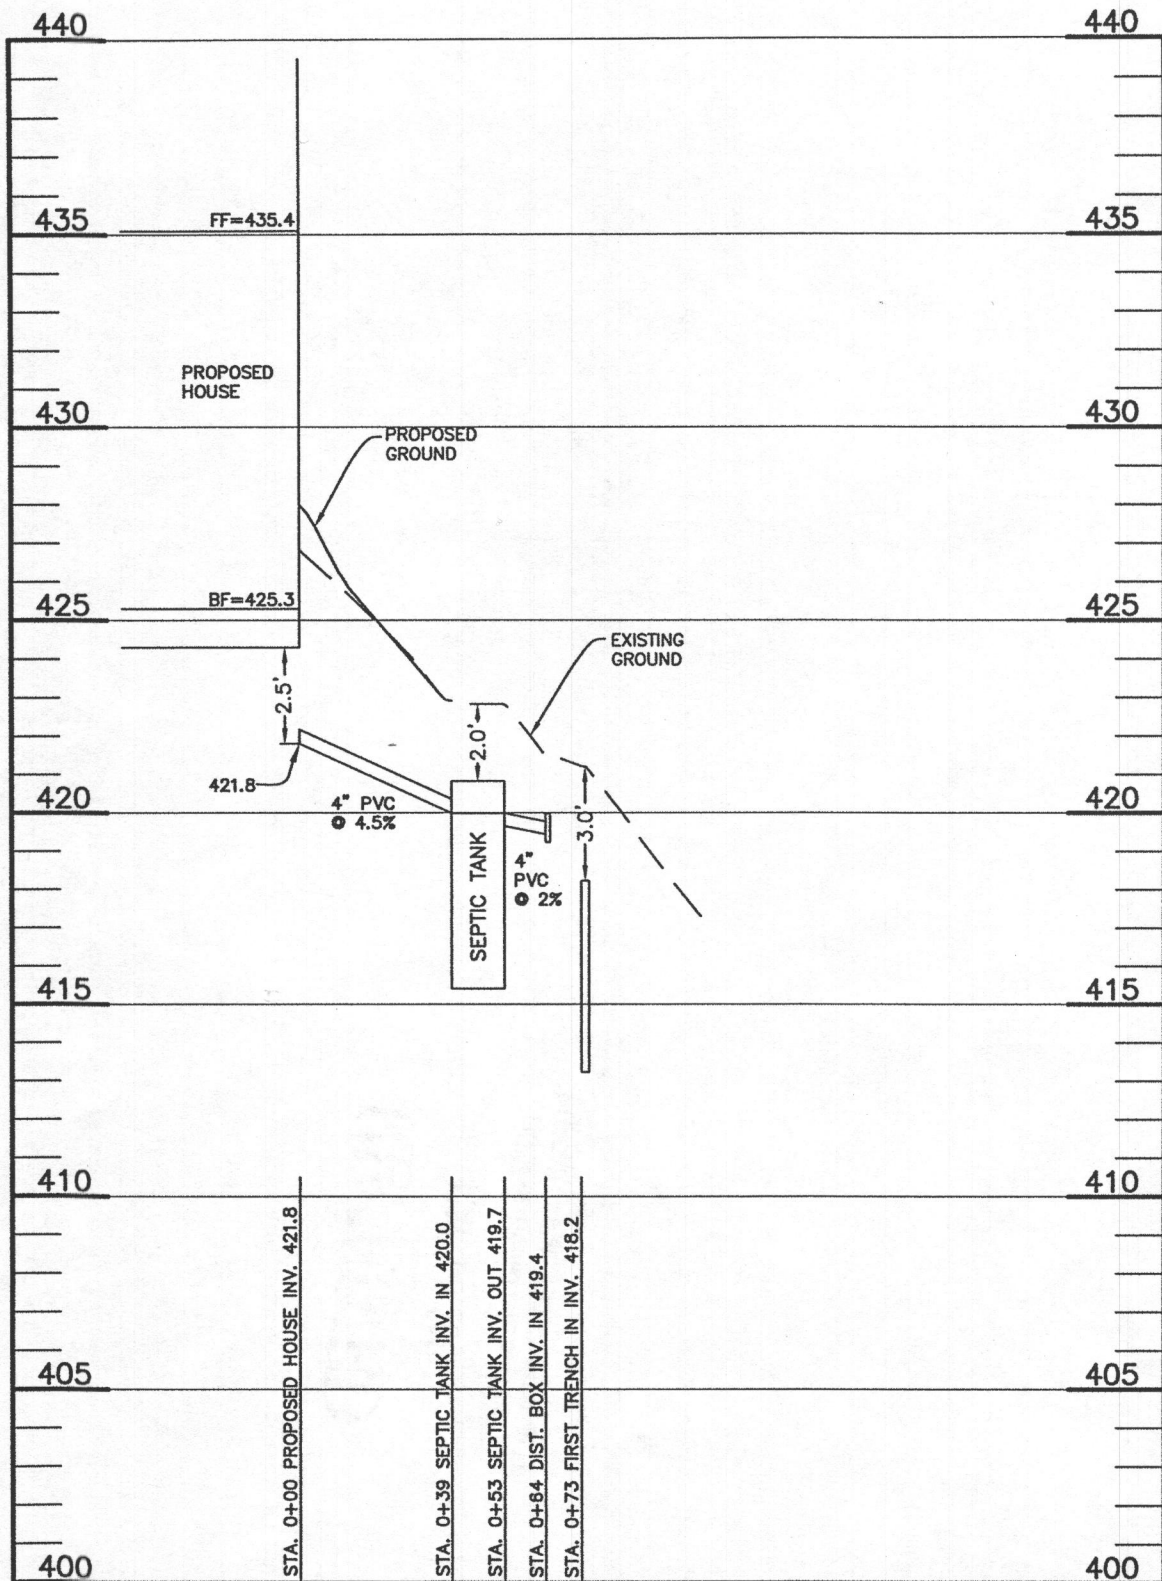 440 440
FF=435.4
435 435
PROPOSED
HOUSE
430 430
PROPOSED
GROUND
BF=425.3
425 425
EXISTING
GROUND
2.5'
2.0'
421.8
4" PVC
@ 4.5%
420 420
3.0'
4"
PVC
@ 2%
SEPTIC TANK
415 415
410 410
STA. 0+00 PROPOSED HOUSE INV. 421.8
STA. 0+39 SEPTIC TANK INV. IN 420.0
STA. 0+53 SEPTIC TANK INV. OUT 419.7
STA. 0+64 DIST. BOX INV. IN 419.4
STA. 0+73 FIRST TRENCH IN INV. 418.2
405 405
400 400